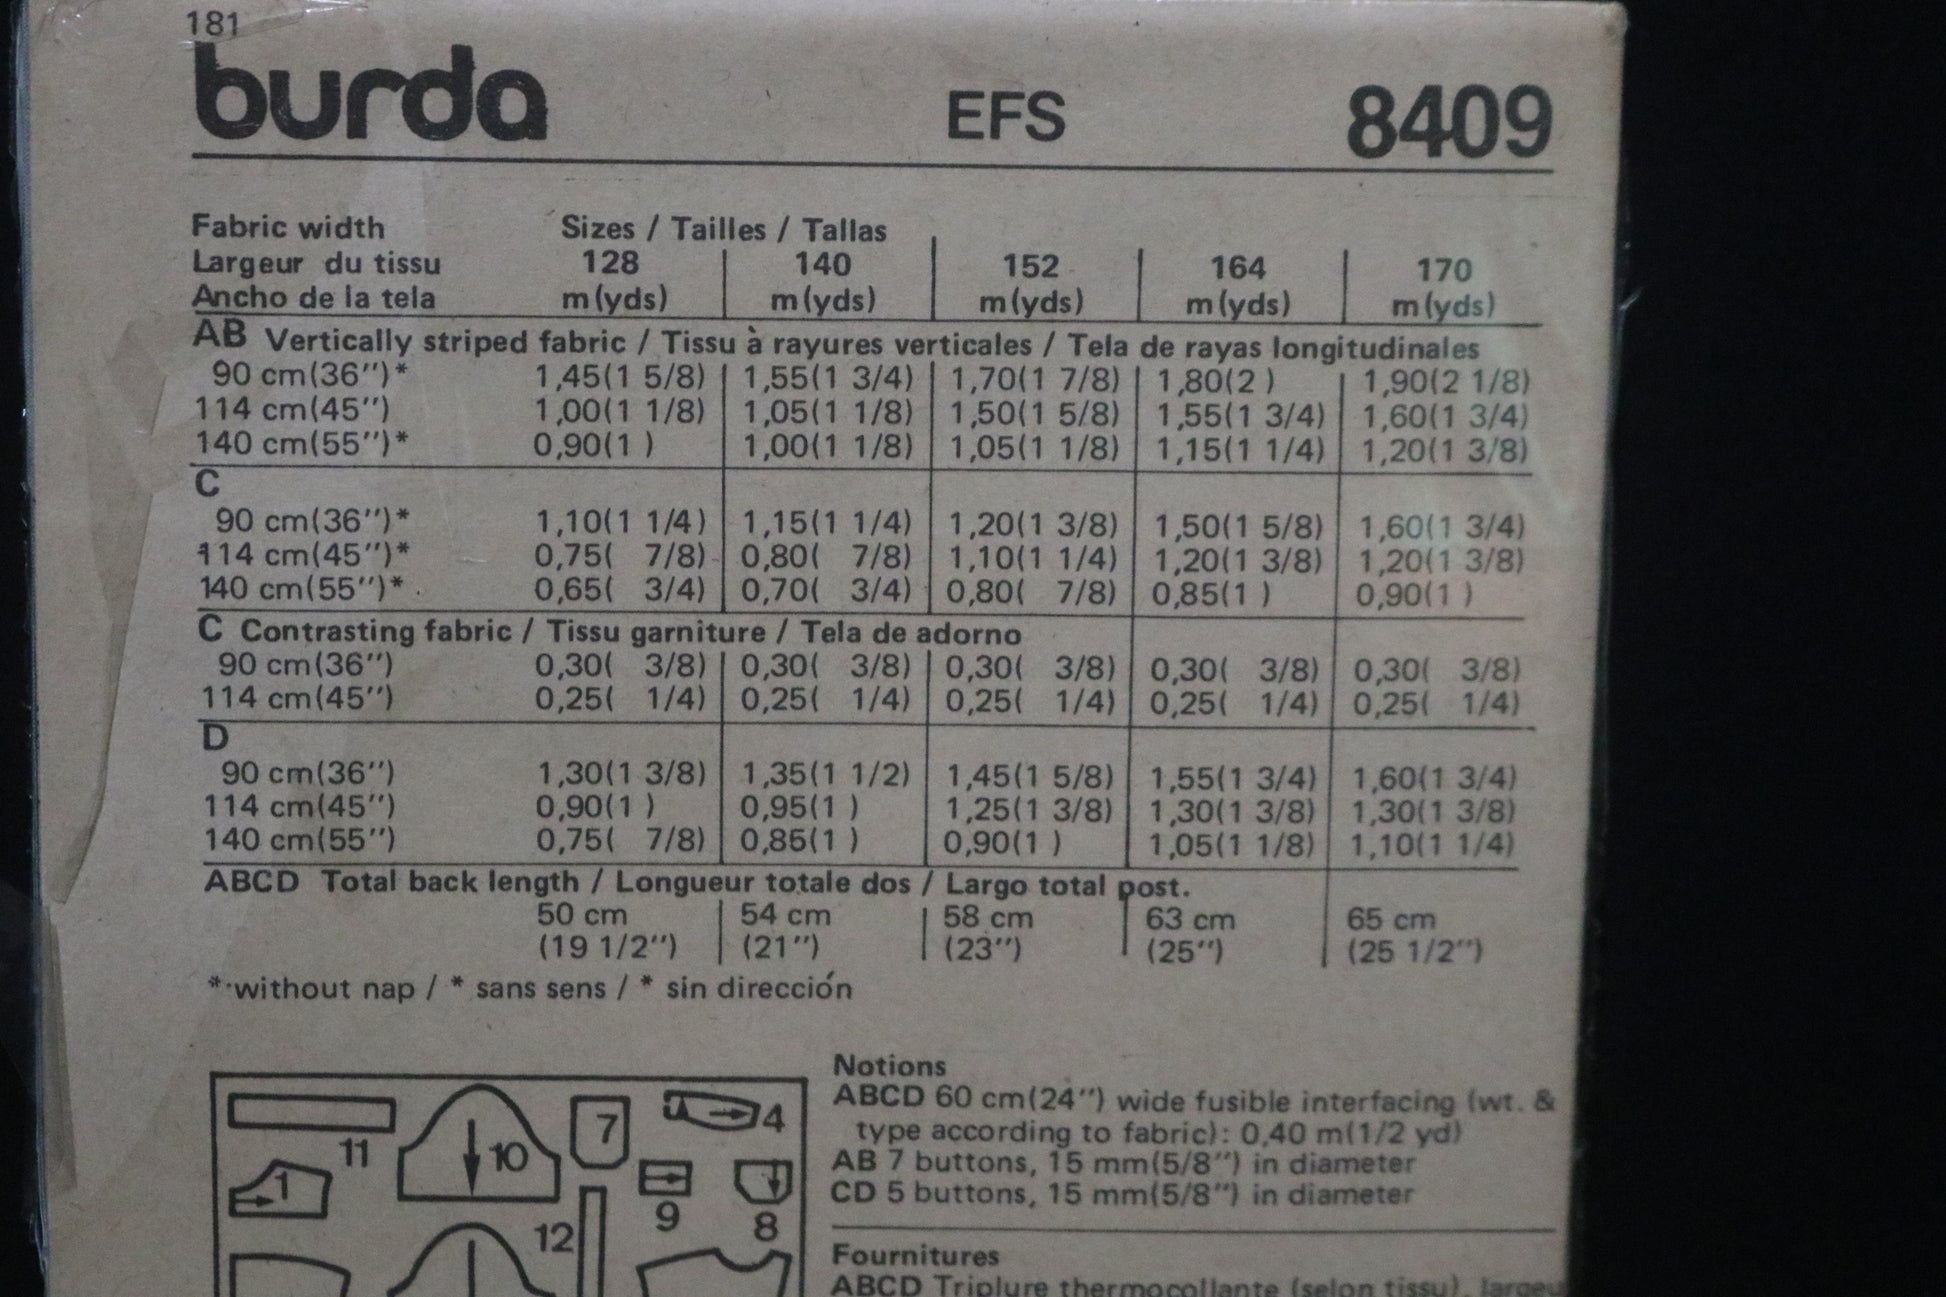 181
burda EFS 8409
Fabric width Sizes / Tailles / Tallas
Largeur du tissu 128 140 152 164 170
Ancho de la tela m (yds) m (yds) m (yds) m (yds) m (yds)
AB Vertically striped fabric / Tissu à rayures verticales / Tela de rayas longitudinales
90 cm(36'')* 1,45(1 5/8) 1,55(1 3/4) 1,70(1 7/8) 1,80(2 ) 1,90(2 1/8)
114 cm(45'') 1,00(1 1/8) 1,05(1 1/8) 1,50(1 5/8) 1,55(1 3/4) 1,60(1 3/4)
140 cm(55'')* 0,90(1 ) 1,00(1 1/8) 1,05(1 1/8) 1,15(1 1/4) 1,20(1 3/8)
C
90 cm(36'')* 1,10(1 1/4) 1,15(1 1/4) 1,20(1 3/8) 1,50(1 5/8) 1,60(1 3/4)
114 cm(45'')* 0,75( 7/8) 0,80( 7/8) 1,10(1 1/4) 1,20(1 3/8) 1,20(1 3/8)
140 cm(55'')* 0,65( 3/4) 0,70( 3/4) 0,80( 7/8) 0,85(1 ) 0,90(1 )
C Contrasting fabric / Tissu garniture / Tela de adorno
90 cm(36'') 0,30( 3/8) 0,30( 3/8) 0,30( 3/8) 0,30( 3/8) 0,30( 3/8)
114 cm(45'') 0,25( 1/4) 0,25( 1/4) 0,25( 1/4) 0,25( 1/4) 0,25( 1/4)
D
90 cm(36'') 1,30(1 3/8) 1,35(1 1/2) 1,45(1 5/8) 1,55(1 3/4) 1,60(1 3/4)
114 cm(45'') 0,90(1 ) 0,95(1 ) 1,25(1 3/8) 1,30(1 3/8) 1,30(1 3/8)
140 cm(55'') 0,75( 7/8) 0,85(1 ) 0,90(1 ) 1,05(1 1/8) 1,10(1 1/4)
ABCD Total back length / Longueur totale dos / Largo total post.
50 cm 54 cm 58 cm 63 cm 65 cm
(19 1/2'') (21'') (23'') (25'') (25 1/2'')
* without nap / * sans sens / * sin dirección
11 10 7 4
1 9 8
12
Notions
ABCD 60 cm(24'') wide fusible interfacing (wt. &
type according to fabric): 0,40 m(1/2 yd)
AB 7 buttons, 15 mm(5/8'') in diameter
CD 5 buttons, 15 mm(5/8'') in diameter
Fournitures
ABCD Triplure thermocollante (selon tissu),